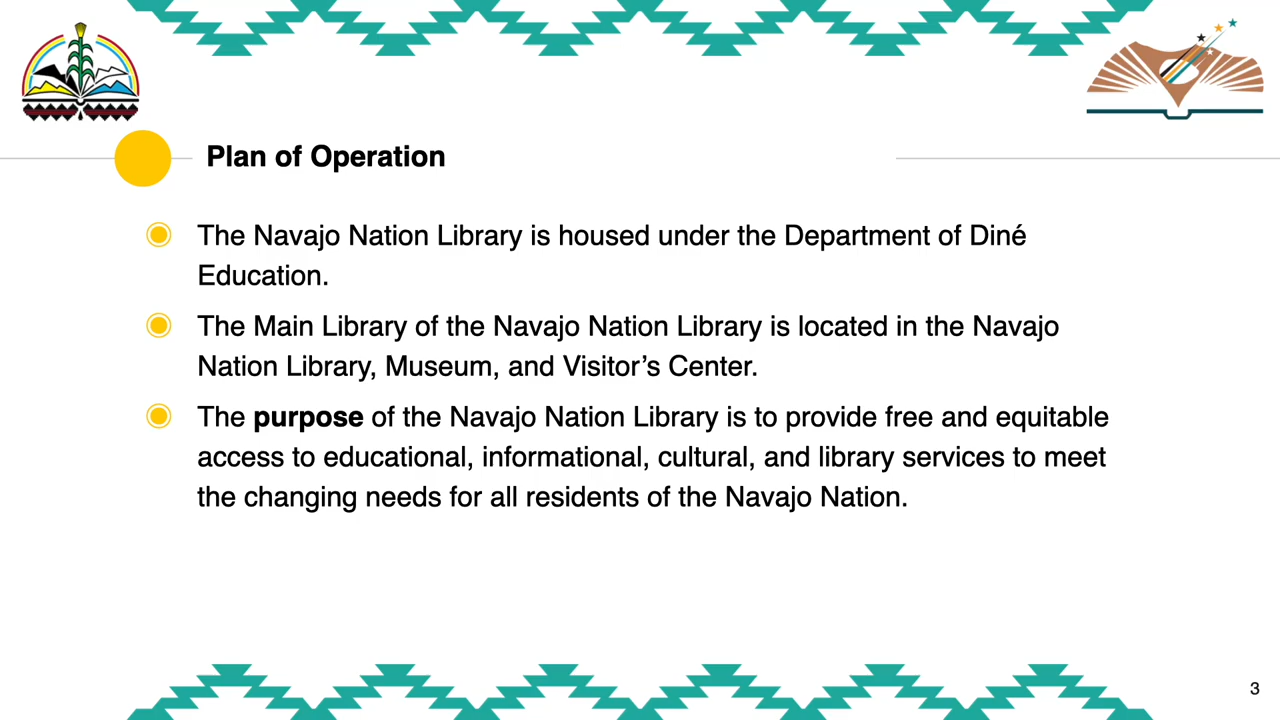 Plan of Operation
The Navajo Nation Library is housed under the Department of Diné
Education.
The Main Library of the Navajo Nation Library is located in the Navajo
Nation Library, Museum, and Visitor’s Center.
The purpose of the Navajo Nation Library is to provide free and equitable
access to educational, informational, cultural, and library services to meet
the changing needs for all residents of the Navajo Nation.
3